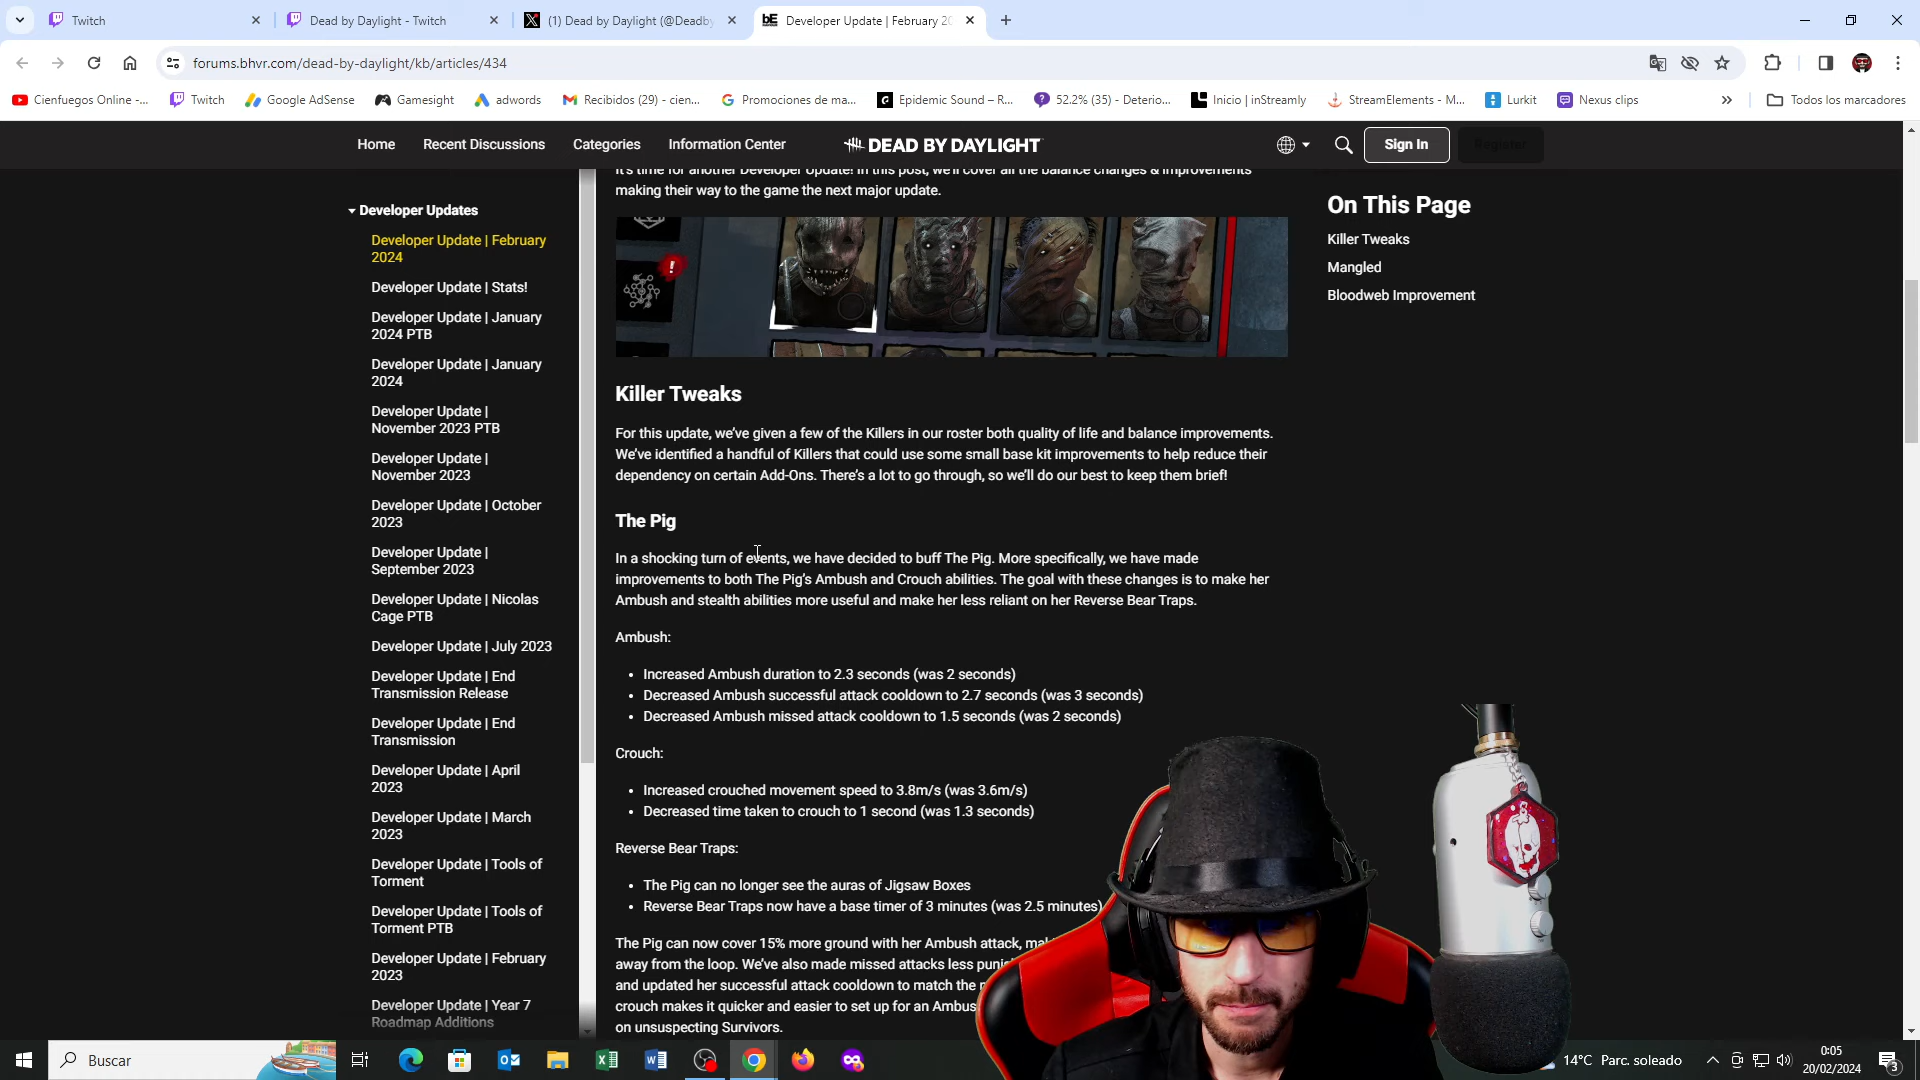 Twitch
Dead by Daylight - Twitch
(1) Dead by Daylight (@Deadby
Developer Update | February 20
forums.bhvr.com/dead-by-daylight/kb/articles/434
Cienfuegos Online -...
Twitch
Google AdSense
Gamesight
adwords
Recibidos (29) - cien...
Promociones de ma...
Epidemic Sound – R...
52.2% (35) - Deterio...
Inicio | inStreamly
StreamElements - M...
Lurkit
Nexus clips
»
Todos los marcadores
Home
Recent Discussions
Categories
Information Center
DEAD BY DAYLIGHT
Sign In
Register
Developer Updates
Developer Update | February
2024
Developer Update | Stats!
Developer Update | January
2024 PTB
Developer Update | January
2024
Developer Update |
November 2023 PTB
Developer Update |
November 2023
Developer Update | October
2023
Developer Update |
September 2023
Developer Update | Nicolas
Cage PTB
Developer Update | July 2023
Developer Update | End
Transmission Release
Developer Update | End
Transmission
Developer Update | April
2023
Developer Update | March
2023
Developer Update | Tools of
Torment
Developer Update | Tools of
Torment PTB
Developer Update | February
2023
Developer Update | Year 7
Roadmap Additions
It's time for another Developer Update! In this post, we'll cover all the balance changes & improvements
making their way to the game the next major update.
Killer Tweaks
For this update, we've given a few of the Killers in our roster both quality of life and balance improvements.
We've identified a handful of Killers that could use some small base kit improvements to help reduce their
dependency on certain Add-Ons. There's a lot to go through, so we'll do our best to keep them brief!
The Pig
In a shocking turn of events, we have decided to buff The Pig. More specifically, we have made
improvements to both The Pig's Ambush and Crouch abilities. The goal with these changes is to make her
Ambush and stealth abilities more useful and make her less reliant on her Reverse Bear Traps.
Ambush:
• Increased Ambush duration to 2.3 seconds (was 2 seconds)
• Decreased Ambush successful attack cooldown to 2.7 seconds (was 3 seconds)
• Decreased Ambush missed attack cooldown to 1.5 seconds (was 2 seconds)
Crouch:
• Increased crouched movement speed to 3.8m/s (was 3.6m/s)
• Decreased time taken to crouch to 1 second (was 1.3 seconds)
Reverse Bear Traps:
• The Pig can no longer see the auras of Jigsaw Boxes
• Reverse Bear Traps now have a base timer of 3 minutes (was 2.5 minutes)
The Pig can now cover 15% more ground with her Ambush attack,
away from the loop. We've also made missed attacks less
and updated her successful attack cooldown to match the
crouch makes it quicker and easier to set up for an
on unsuspecting Survivors.
On This Page
Killer Tweaks
Mangled
Bloodweb Improvement
Buscar
14°C Parc. soleado
0:05
20/02/2024
3